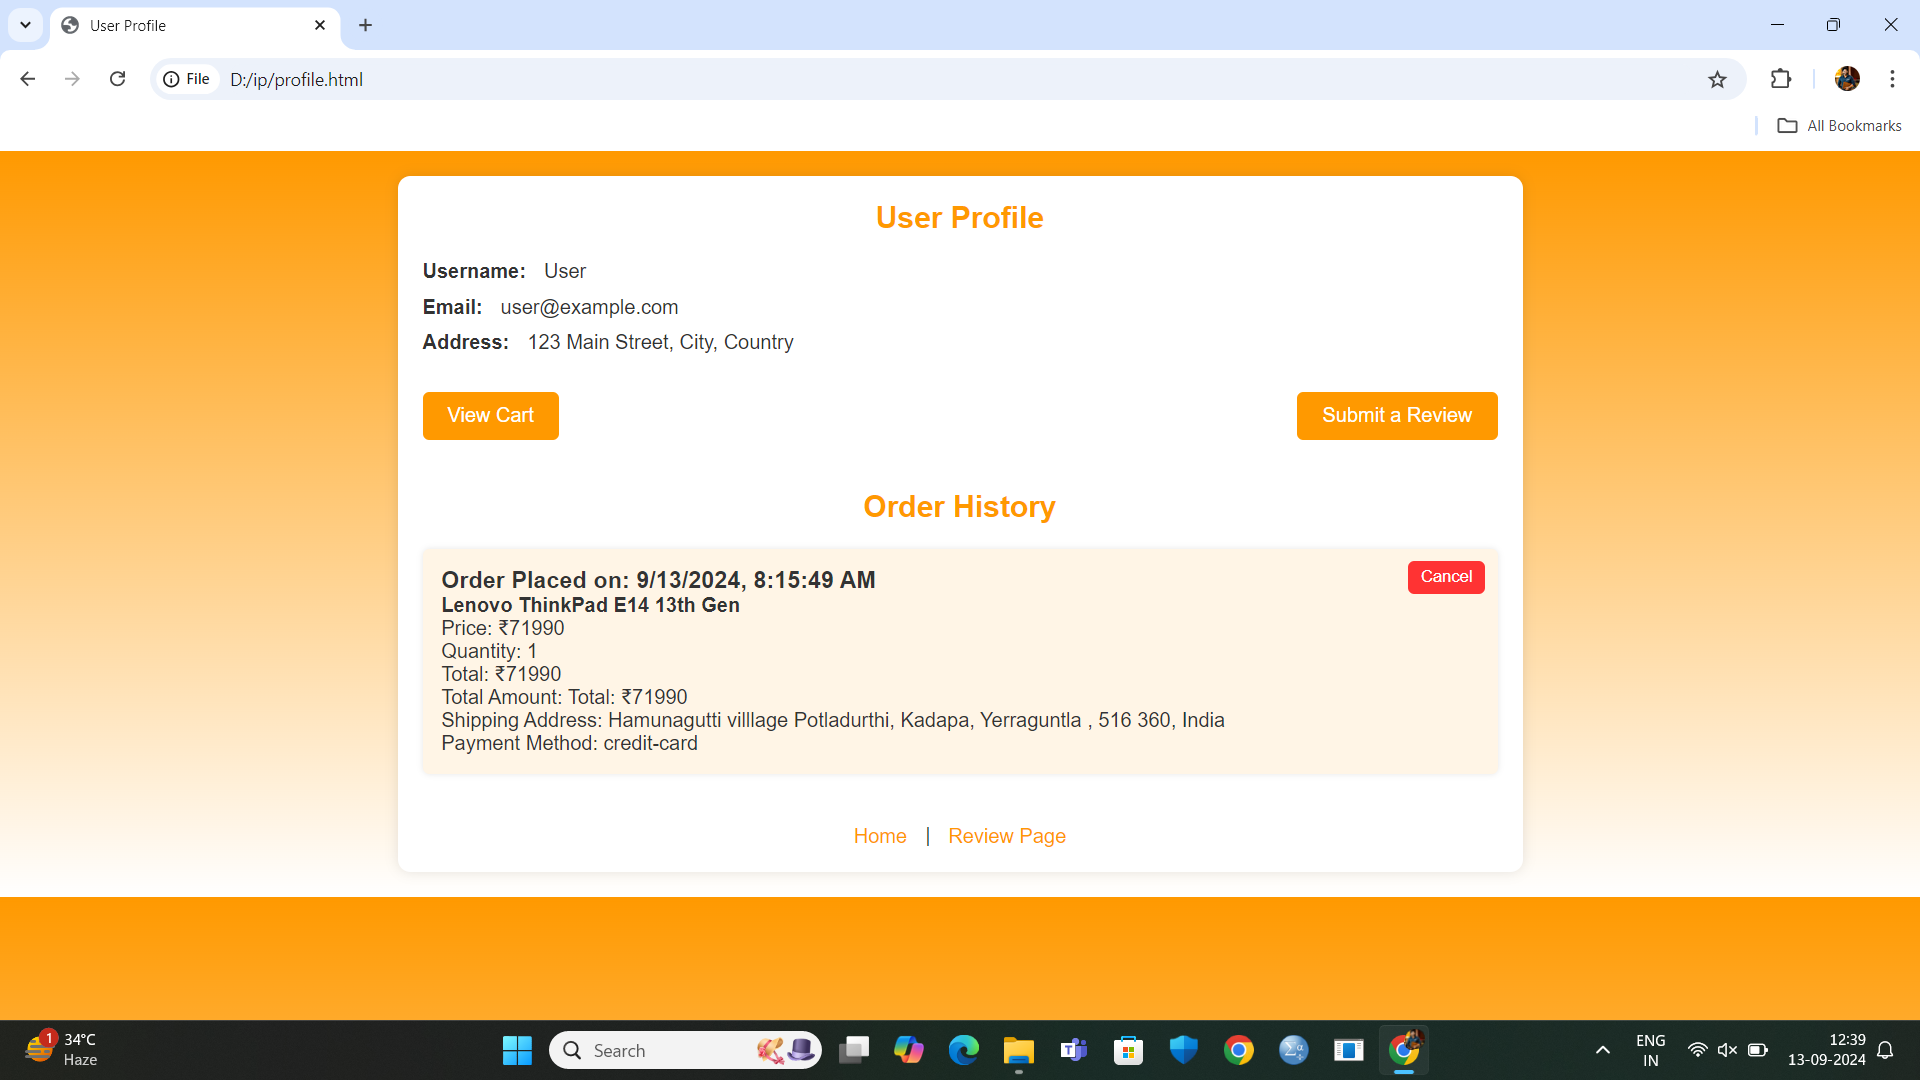 User Profile
File D:/ip/profile.html
All Bookmarks
User Profile
Username: User
Email: user@example.com
Address: 123 Main Street, City, Country
View Cart
Submit a Review
Order History
Order Placed on: 9/13/2024, 8:15:49 AM
Cancel
Lenovo ThinkPad E14 13th Gen
Price: ₹71990
Quantity: 1
Total: ₹71990
Total Amount: Total: ₹71990
Shipping Address: Hamunagutti villlage Potladurthi, Kadapa, Yerraguntla , 516 360, India
Payment Method: credit-card
Home | Review Page
1
34°C
Haze
Search
ENG
IN
12:39
13-09-2024